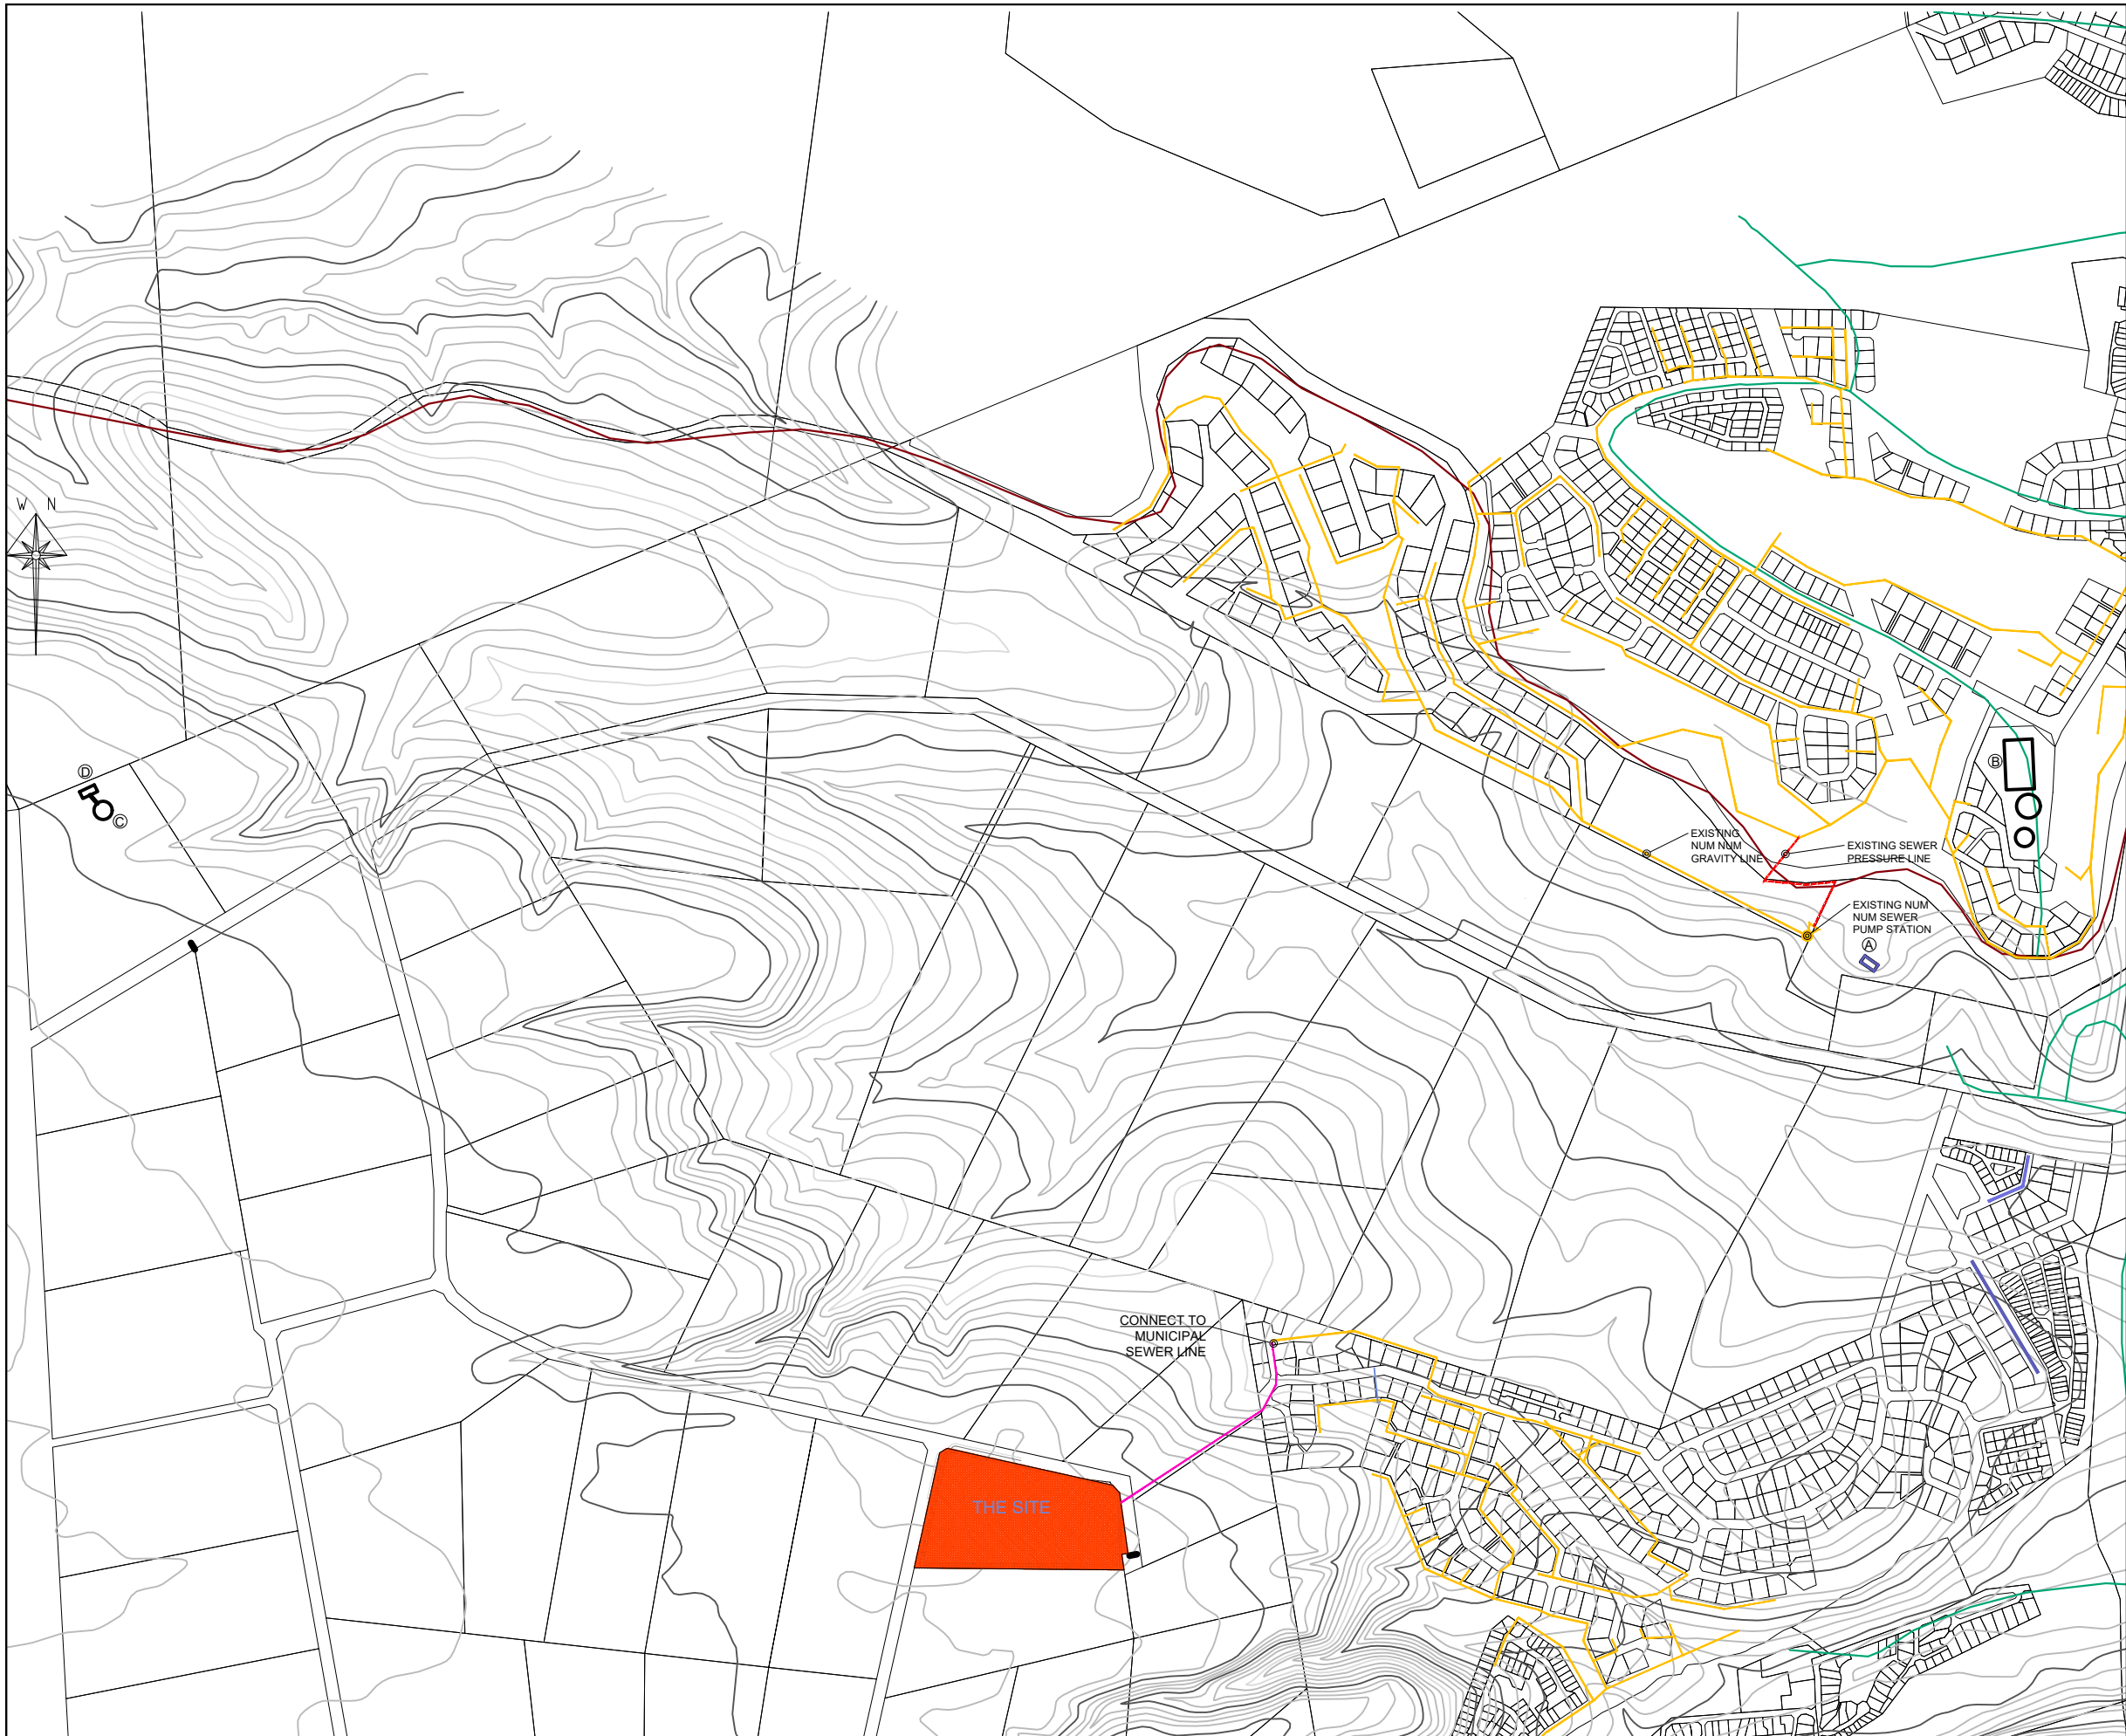 W N
D
C
B
EXISTING
NUM NUM
GRAVITY LINE
EXISTING SEWER
PRESSURE LINE
EXISTING NUM
NUM SEWER
PUMP STATION
A
CONNECT TO
MUNICIPAL
SEWER LINE
THE SITE